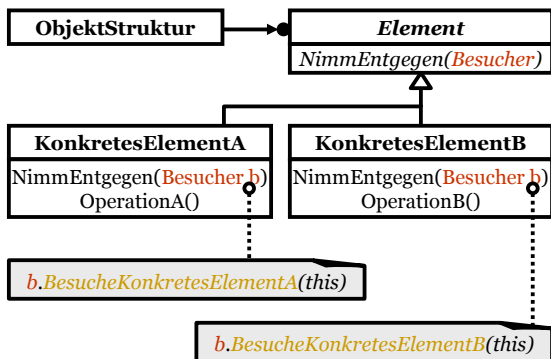 ObjektStruktur
Element
NimmEntgegen(Besucher)
KonkretesElementA
NimmEntgegen(Besucher b)
OperationA()
KonkretesElementB
NimmEntgegen(Besucher b)
OperationB()
b.BesucheKonkretesElementA(this)
b.BesucheKonkretesElementB(this)